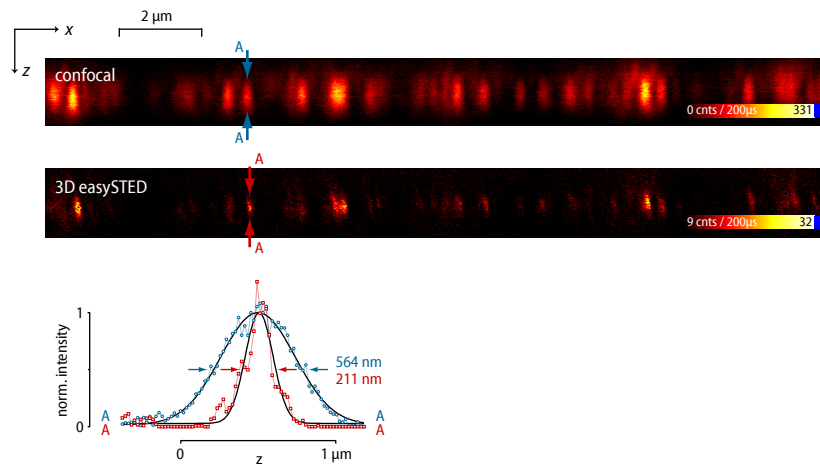 2 µm
x
z
A
confocal
0 cnts / 200µs 331
A
A
3D easySTED
9 cnts / 200µs 32
A
norm. intensity
1
0
564 nm
211 nm
A A
A A
0 1 µm
z